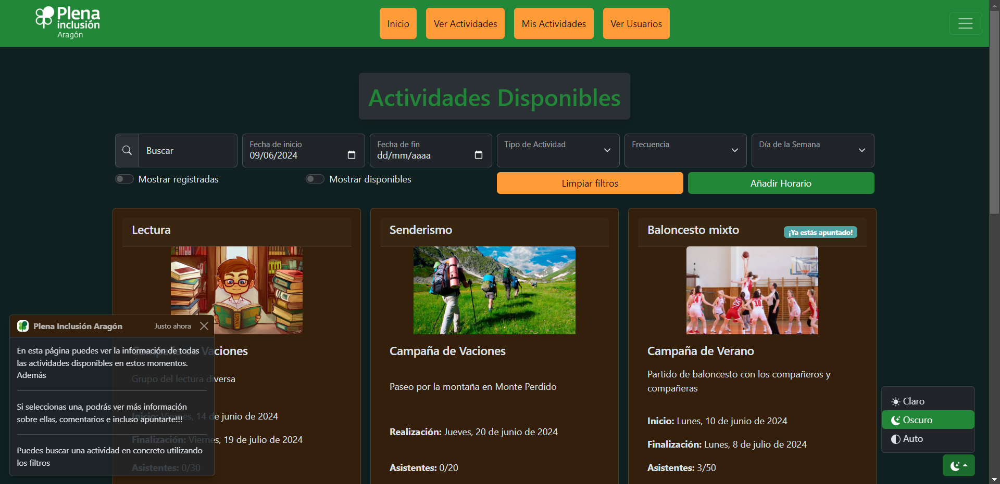 Plena
inclusión
Aragón
Inicio
Ver Actividades
Mis Actividades
Ver Usuarios
Actividades Disponibles
Buscar
Fecha de inicio
09/06/2024
Fecha de fin
dd/mm/aaaa
Tipo de Actividad
Frecuencia
Día de la Semana
Mostrar registradas
Mostrar disponibles
Limpiar filtros
Añadir Horario
Lectura
Campaña de Vaciones
Grupo del lectura diversa
Inicio: Viernes, 14 de junio de 2024
Finalización: Viernes, 19 de julio de 2024
Asistentes: 0/30
Senderismo
Campaña de Vaciones
Paseo por la montaña en Monte Perdido
Realización: Jueves, 20 de junio de 2024
Asistentes: 0/20
Baloncesto mixto
¡Ya estás apuntado!
Campaña de Verano
Partido de baloncesto con los compañeros y
compañeras
Inicio: Lunes, 10 de junio de 2024
Finalización: Lunes, 8 de julio de 2024
Asistentes: 3/50
Plena Inclusión Aragón
Justo ahora
En esta página puedes ver la información de todas
las actividades disponibles en estos momentos.
Además
Si seleccionas una, podrás ver más información
sobre ellas, comentarios e incluso apuntarte!!!
Puedes buscar una actividad en concreto utilizando
los filtros
Claro
Oscuro
Auto